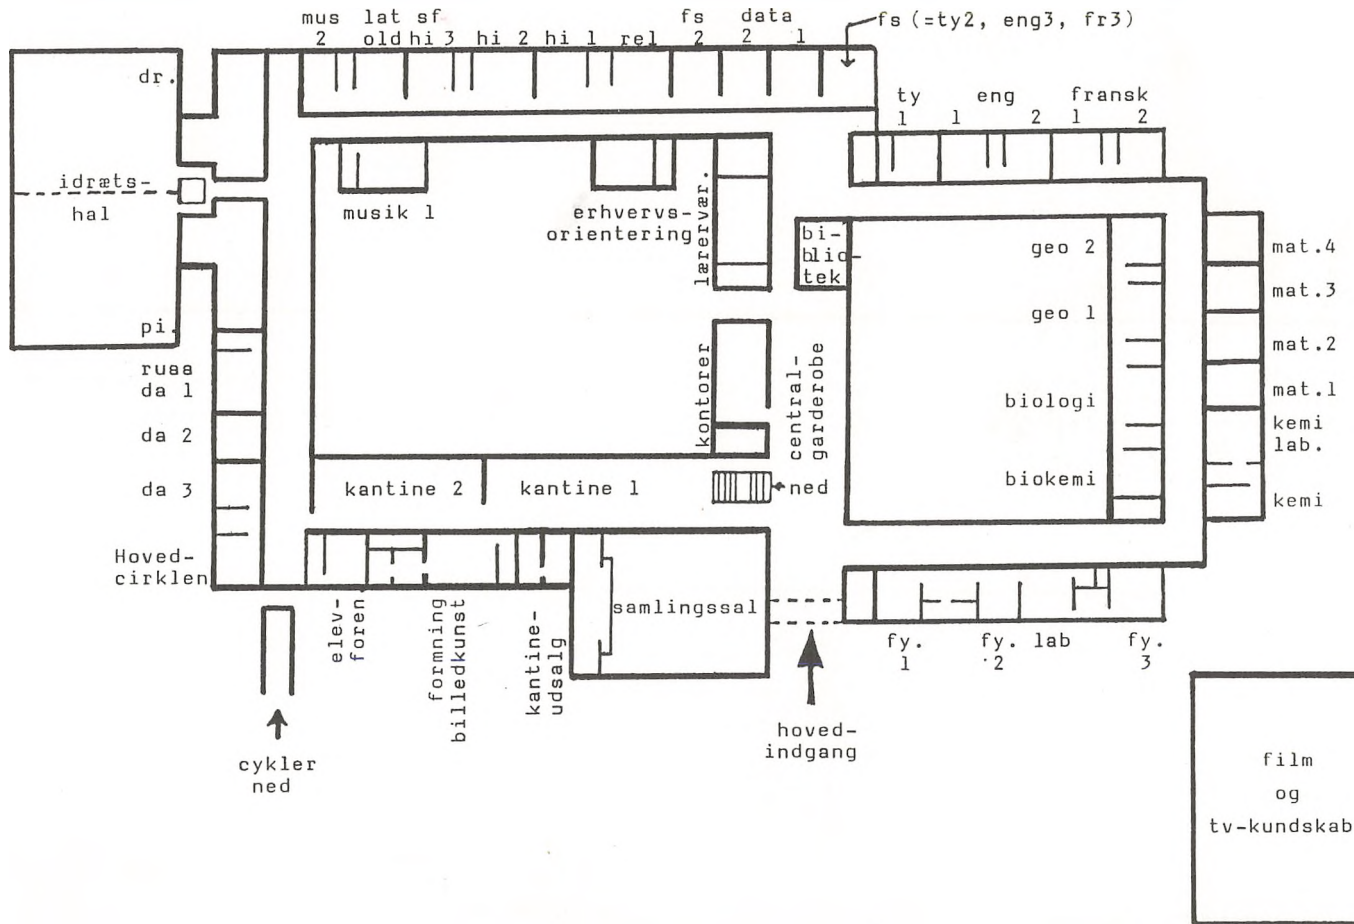 mus lat sf fs data fs (=ty2, eng3, fr3)
2 old hi 3 hi 2 hi 1 rel 2 2 1
ty eng fransk
1 1 2 1 2
dr.
idræts-
hal
pi.
musik 1
erhvervs-
orientering
lærervær.
bi-
blio-
tek
geo 2
geo 1
biologi
biokemi
mat.4
mat.3
mat.2
mat.1
kemi
lab.
kemi
russ
da 1
da 2
da 3
Hoved-
cirklen
kontorer
central-
garderobe
kantine 2
kantine 1
ned
elev-
foren
formning
billedkunst
kantine-
udsalg
samlingssal
fy. fy. lab fy.
1 2 3
hoved-
indgang
cykler
ned
film
og
tv-kundskab